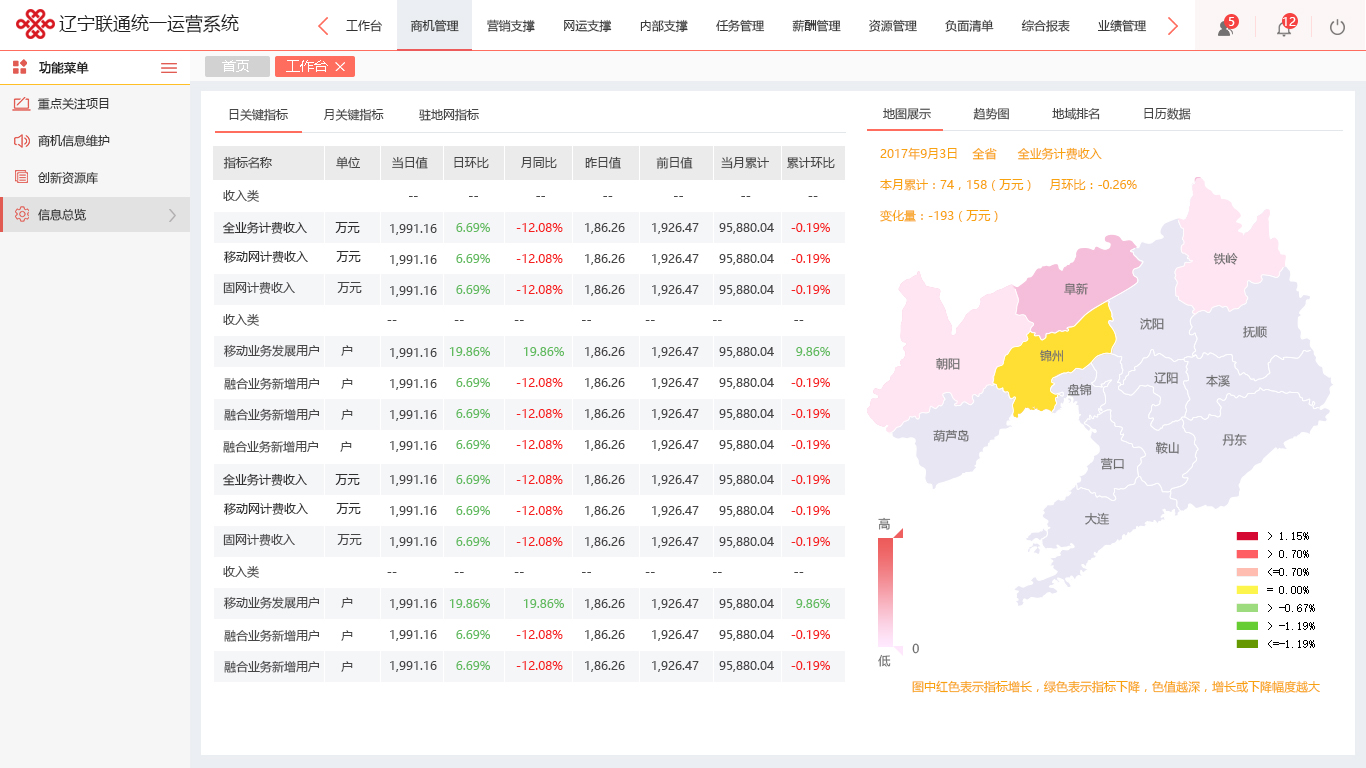 辽宁联通统一运营系统 工作台 商机管理 营销支撑 网运支撑 内部支撑 任务管理 薪酬管理 资源管理 负面清单 综合报表 业绩管理 5 12
功能菜单
首页 工作台
重点关注项目
商机信息维护
创新资源库
信息总览
日关键指标 月关键指标 驻地网指标
指标名称 单位 当日值 日环比 月同比 昨日值 前日值 当月累计 累计环比
收入类 -- -- -- -- -- -- --
全业务计费收入 万元 1,991.16 6.69% -12.08% 1,86.26 1,926.47 95,880.04 -0.19%
移动网计费收入 万元 1,991.16 6.69% -12.08% 1,86.26 1,926.47 95,880.04 -0.19%
固网计费收入 万元 1,991.16 6.69% -12.08% 1,86.26 1,926.47 95,880.04 -0.19%
收入类 -- -- -- -- -- -- --
移动业务发展用户 户 1,991.16 19.86% 19.86% 1,86.26 1,926.47 95,880.04 9.86%
融合业务新增用户 户 1,991.16 6.69% -12.08% 1,86.26 1,926.47 95,880.04 -0.19%
融合业务新增用户 户 1,991.16 6.69% -12.08% 1,86.26 1,926.47 95,880.04 -0.19%
融合业务新增用户 户 1,991.16 6.69% -12.08% 1,86.26 1,926.47 95,880.04 -0.19%
全业务计费收入 万元 1,991.16 6.69% -12.08% 1,86.26 1,926.47 95,880.04 -0.19%
移动网计费收入 万元 1,991.16 6.69% -12.08% 1,86.26 1,926.47 95,880.04 -0.19%
固网计费收入 万元 1,991.16 6.69% -12.08% 1,86.26 1,926.47 95,880.04 -0.19%
收入类 -- -- -- -- -- -- --
移动业务发展用户 户 1,991.16 19.86% 19.86% 1,86.26 1,926.47 95,880.04 9.86%
融合业务新增用户 户 1,991.16 6.69% -12.08% 1,86.26 1,926.47 95,880.04 -0.19%
融合业务新增用户 户 1,991.16 6.69% -12.08% 1,86.26 1,926.47 95,880.04 -0.19%
地图展示 趋势图 地域排名 日历数据
2017年9月3日 全省 全业务计费收入
本月累计：74，158（万元） 月环比：-0.26%
变化量：-193（万元）
铁岭
阜新
沈阳
抚顺
锦州
朝阳
辽阳
本溪
盘锦
葫芦岛
丹东
鞍山
营口
大连
高
0
低
> 1.15%
> 0.70%
<=0.70%
= 0.00%
> -0.67%
> -1.19%
<=-1.19%
图中红色表示指标增长，绿色表示指标下降，色值越深，增长或下降幅度越大